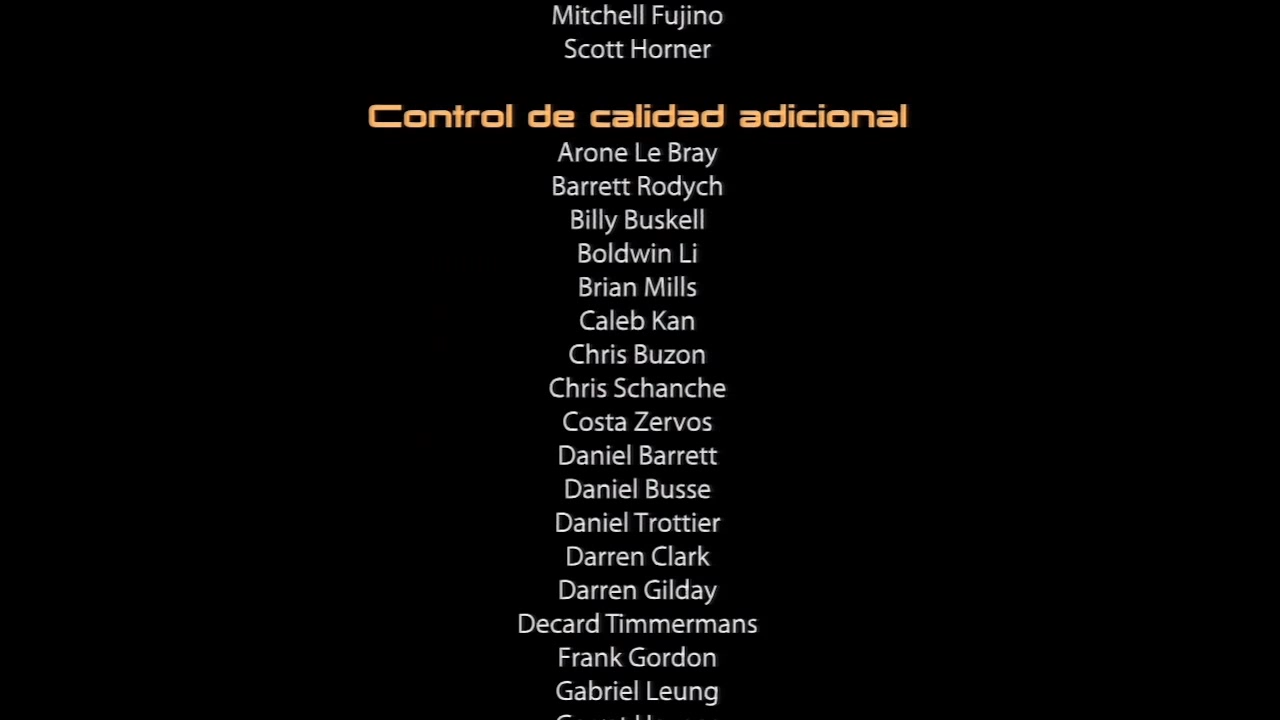 Mitchell Fujino
Scott Horner
Control de calidad adicional
Arone Le Bray
Barrett Rodych
Billy Buskell
Boldwin Li
Brian Mills
Caleb Kan
Chris Buzon
Chris Schanche
Costa Zervos
Daniel Barrett
Daniel Busse
Daniel Trottier
Darren Clark
Darren Gilday
Decard Timmermans
Frank Gordon
Gabriel Leung